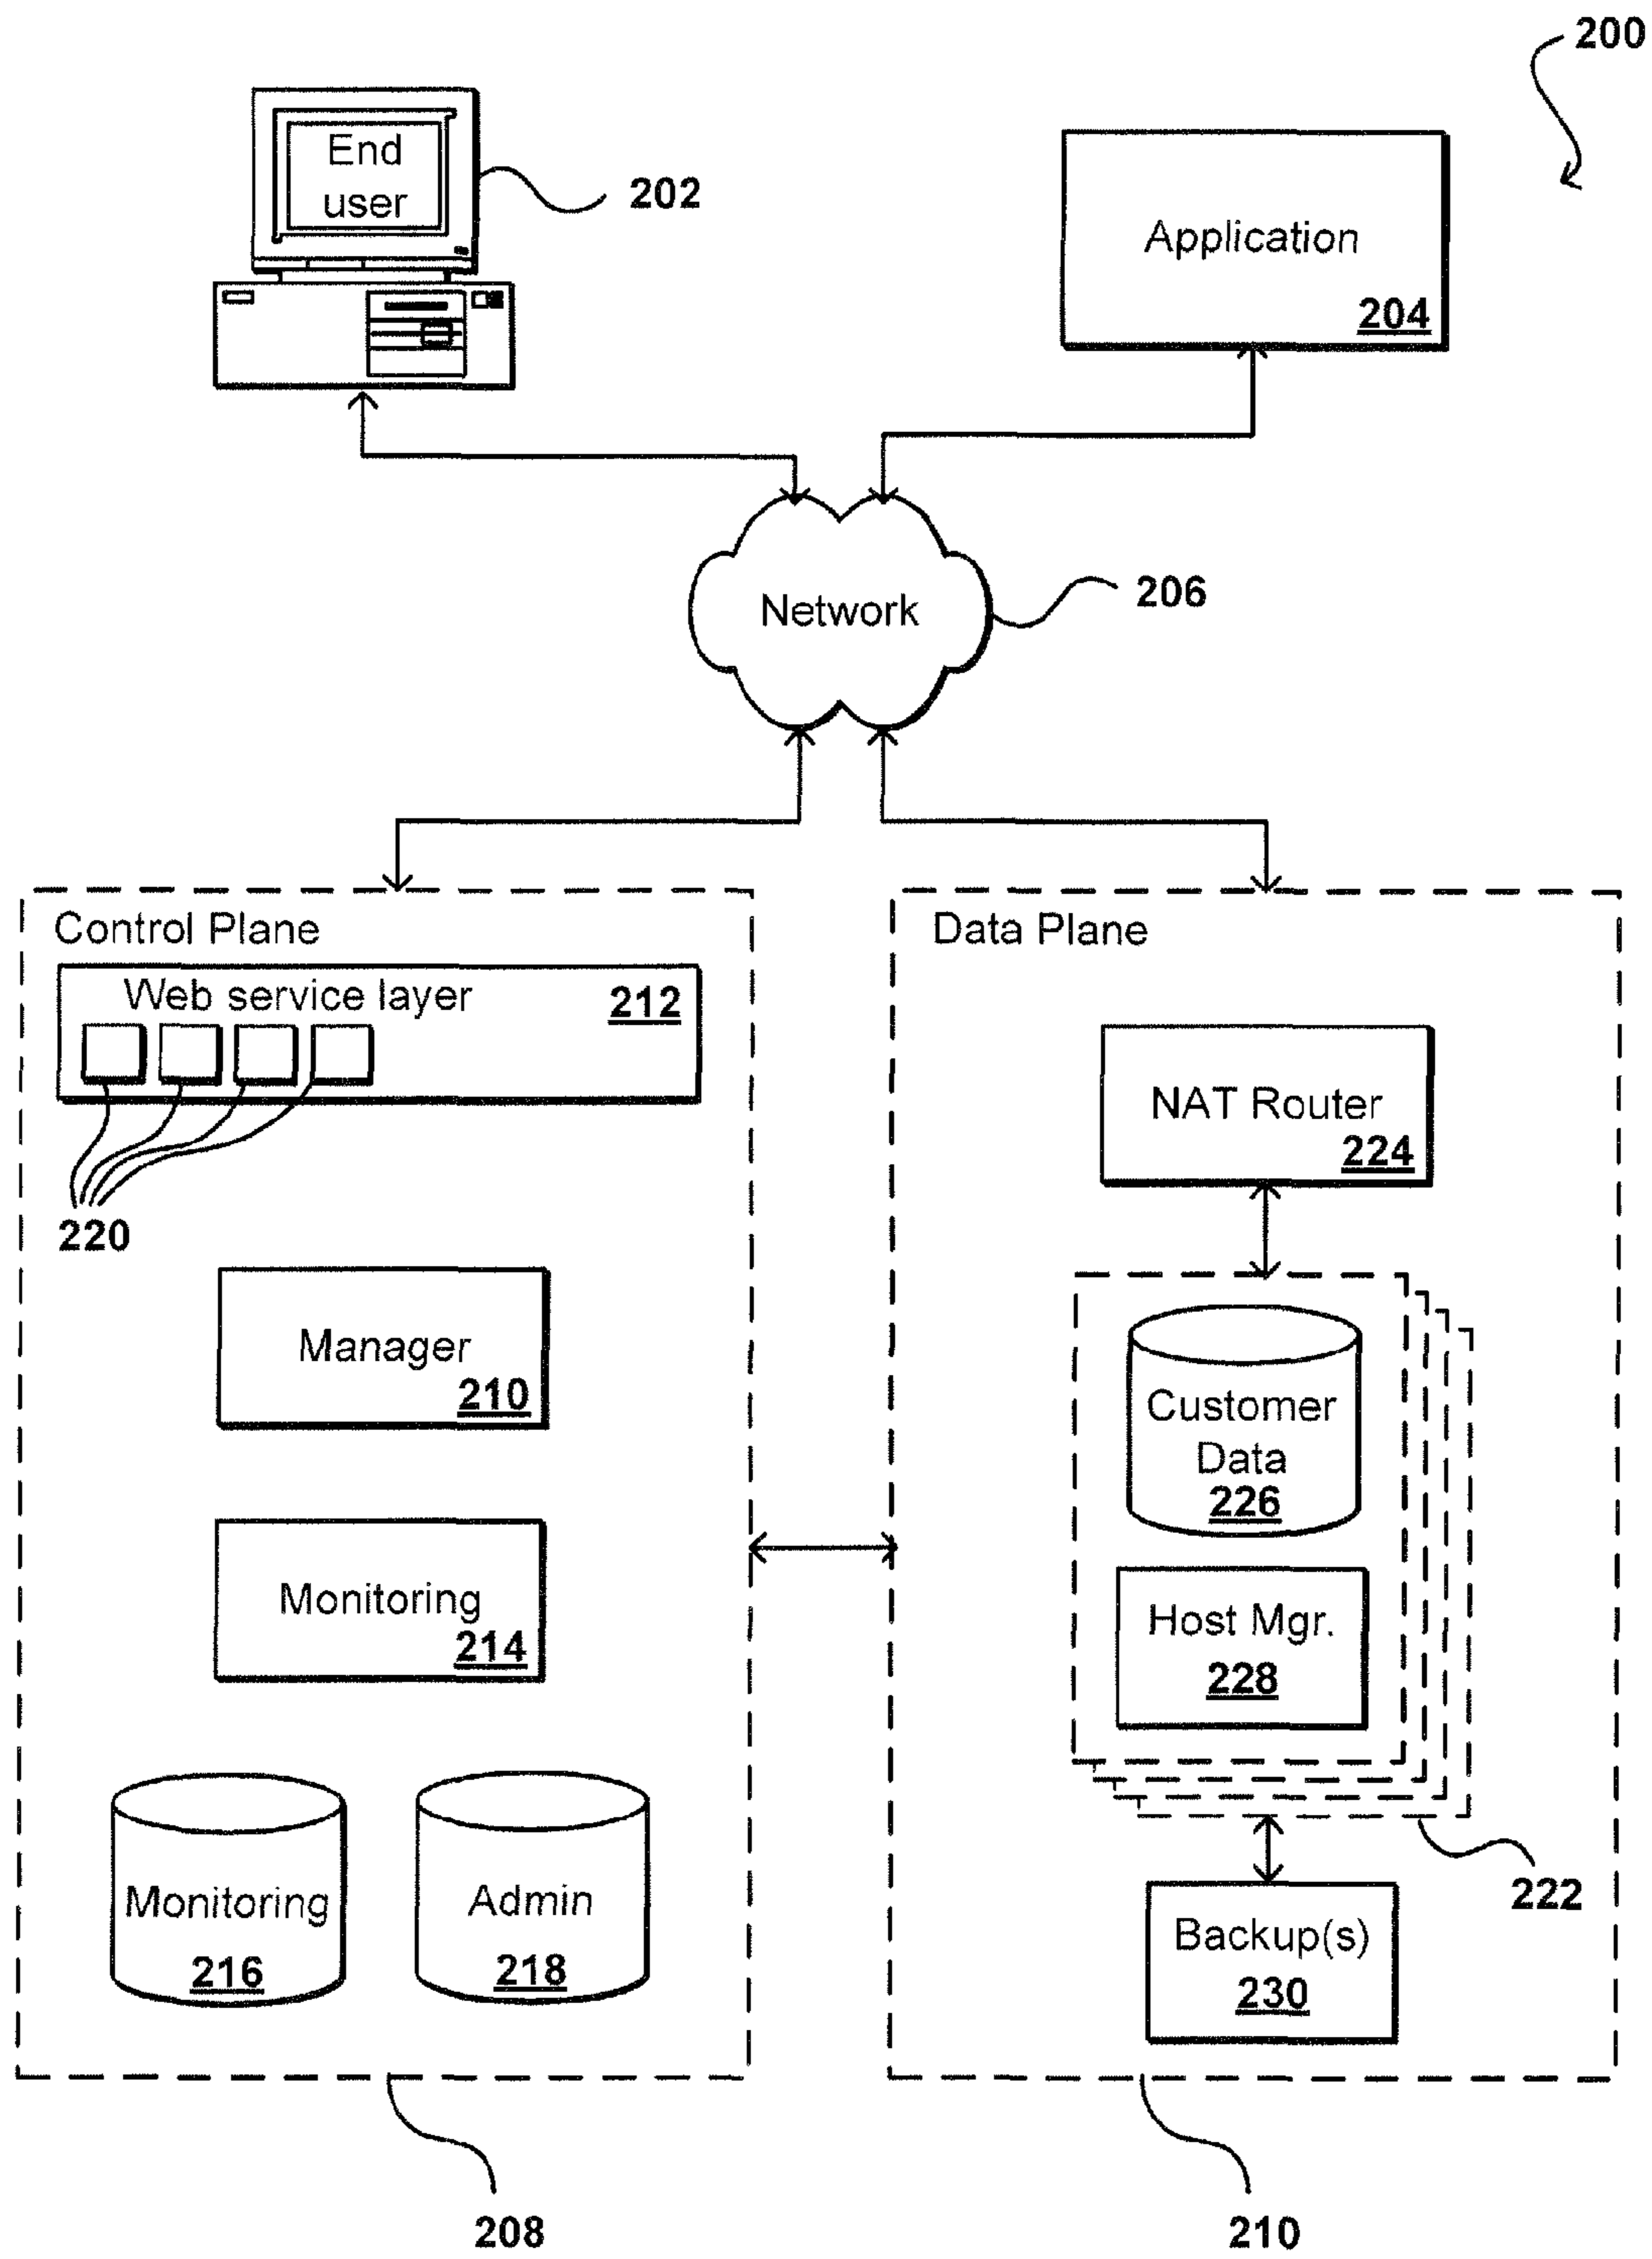 200
End
user
202
Application
204
Network
206
Control Plane
Web service layer
212
220
Manager
210
Monitoring
214
Monitoring
216
Admin
218
208
Data Plane
NAT Router
224
Customer
Data
226
Host Mgr.
228
222
Backup(s)
230
210